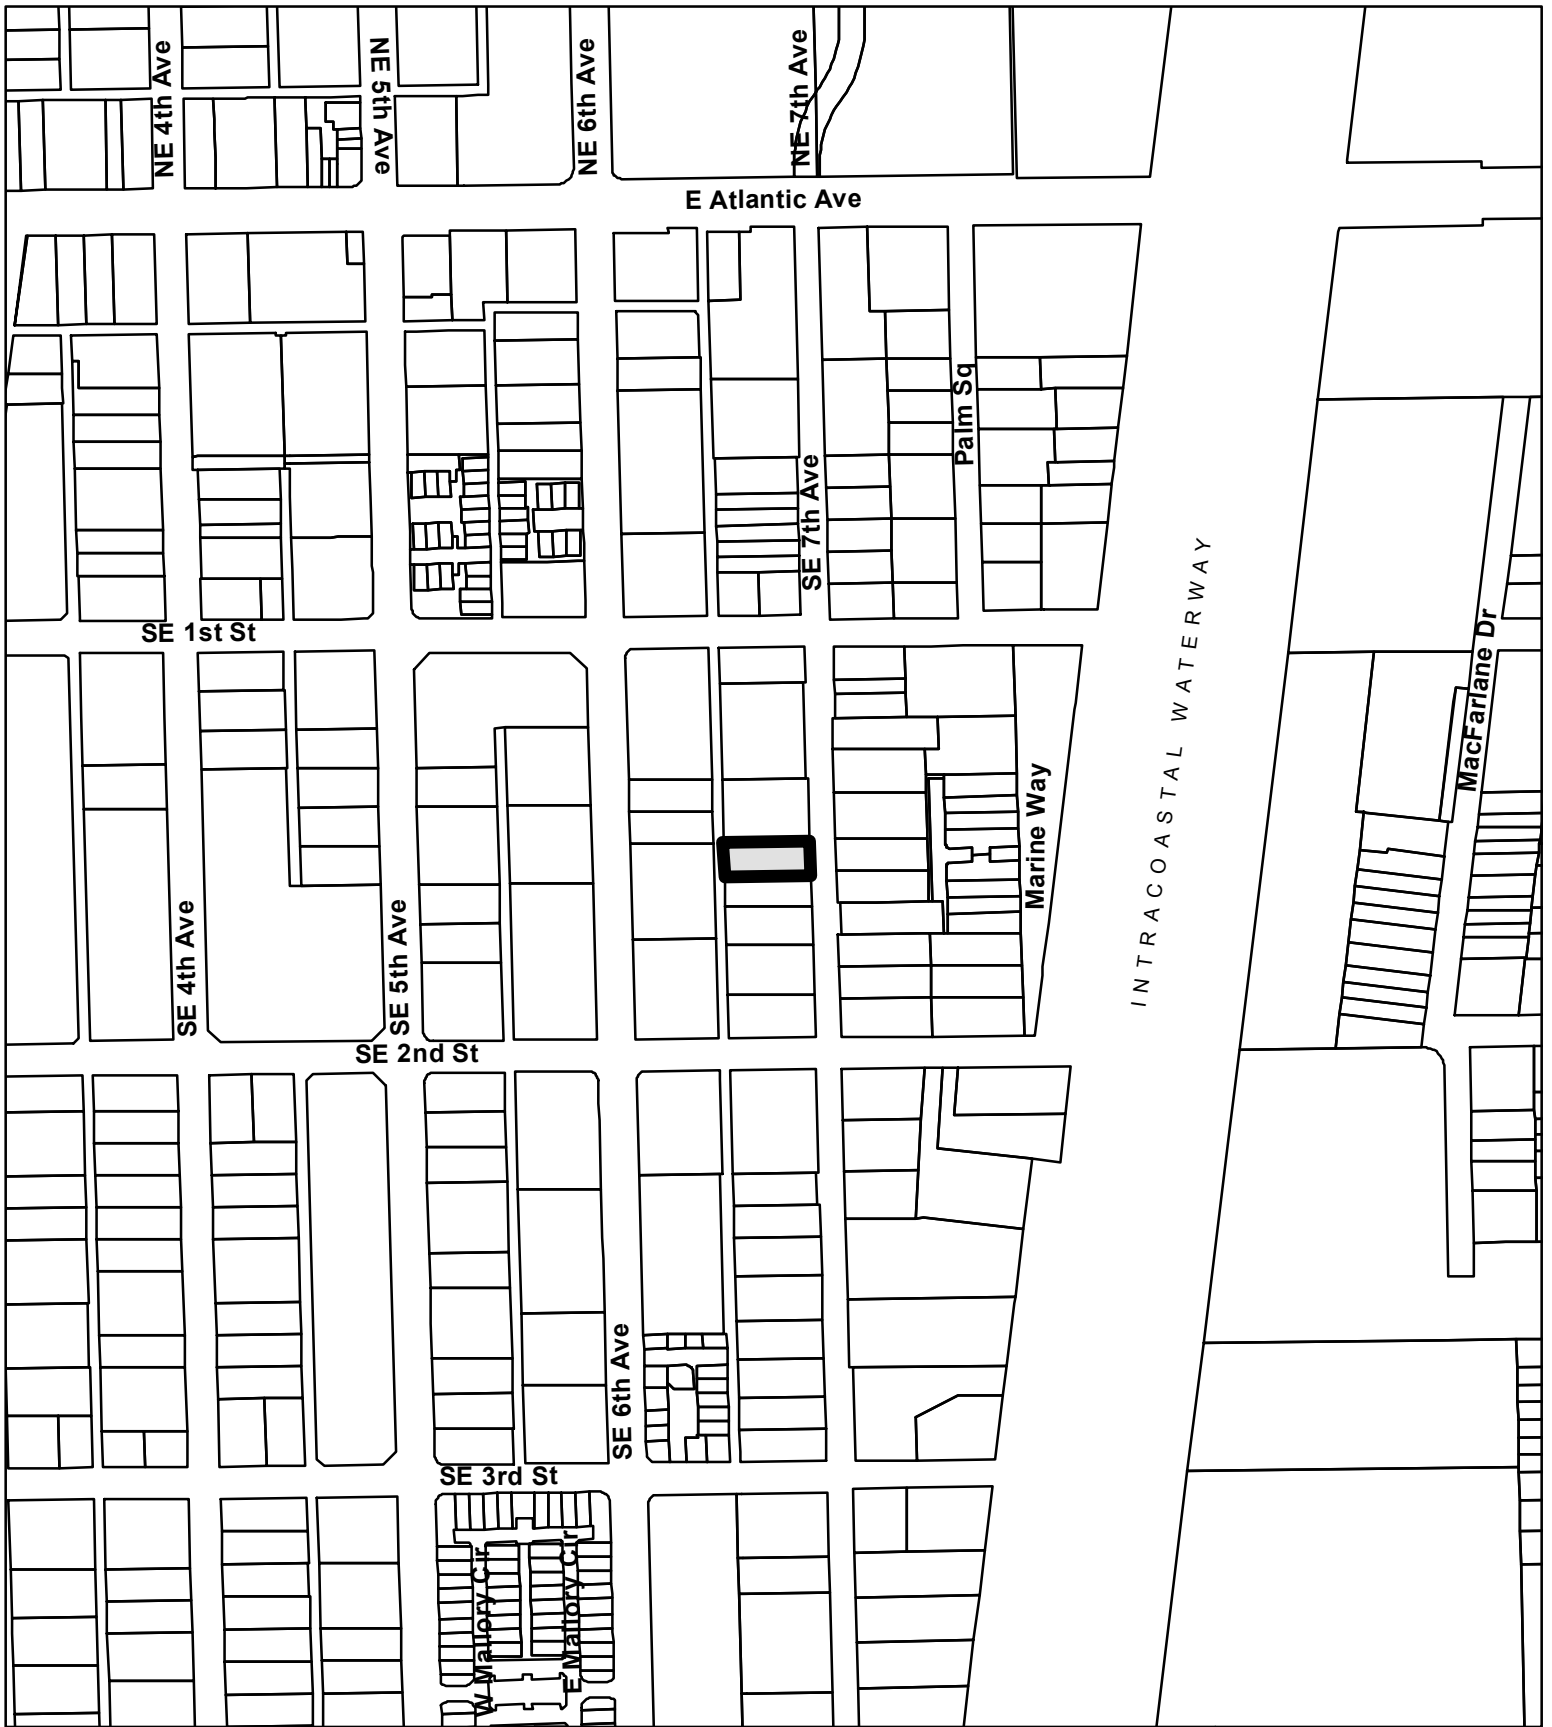 NE 4th Ave
NE 5th Ave
NE 6th Ave
NE 7th Ave
E Atlantic Ave
Palm Sq
SE 7th Ave
INTRACOASTAL WATERWAY
SE 1st St
MacFarlane Dr
Marine Way
SE 4th Ave
SE 5th Ave
SE 2nd St
SE 6th Ave
SE 3rd St
W Mallory Cir
E Mallory Cir